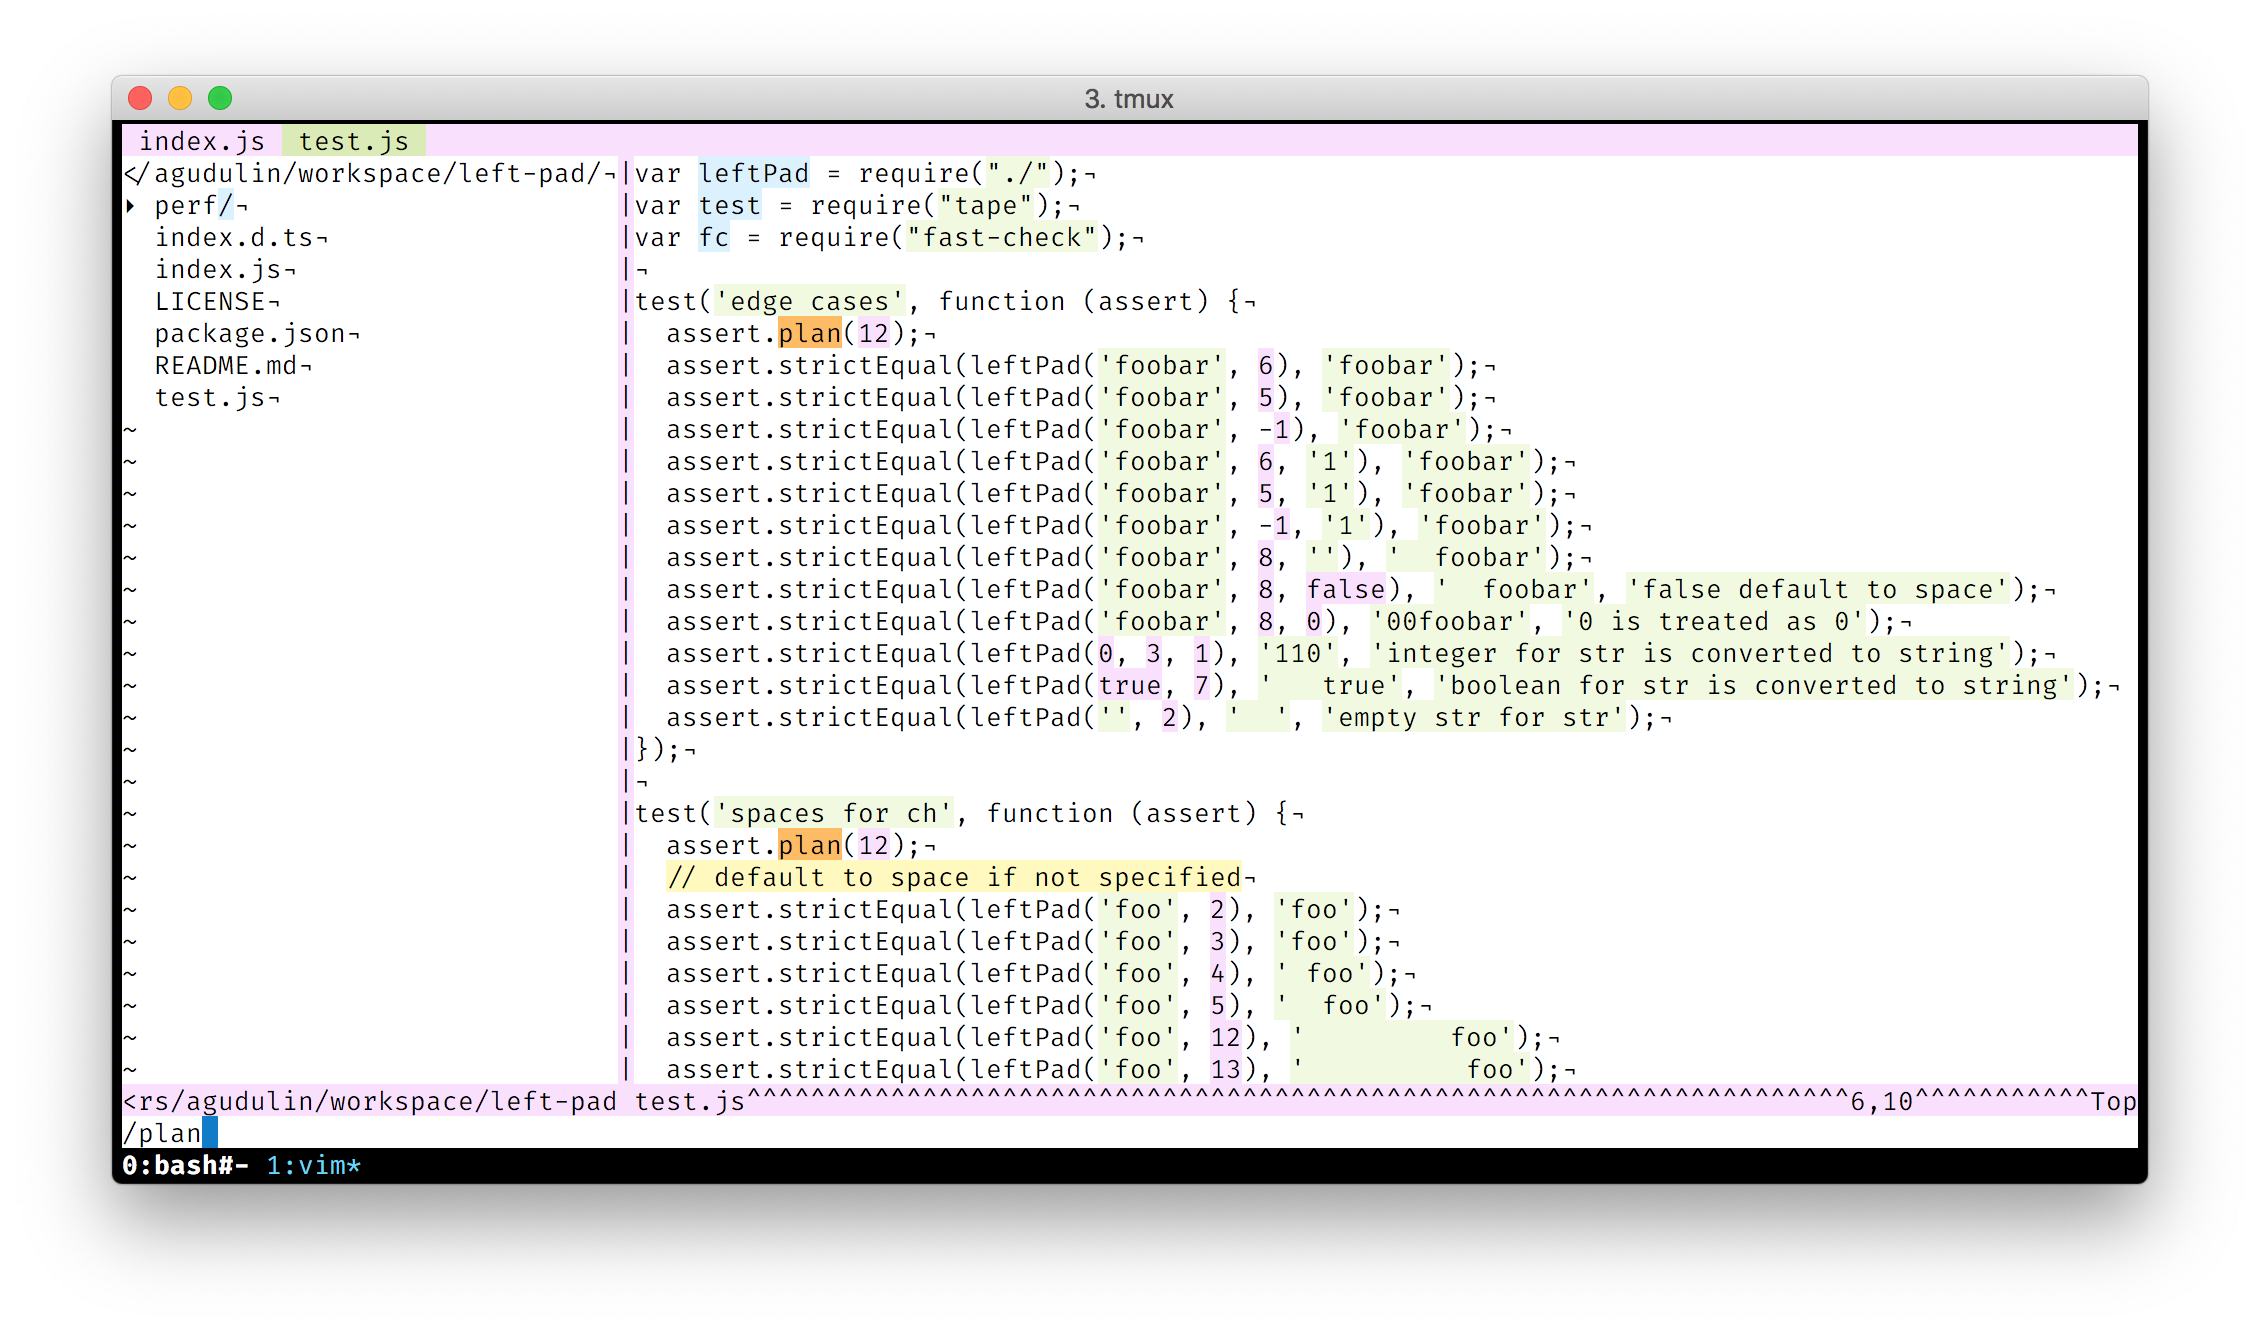 3. tmux
index.js  test.js
</agudulin/workspace/left-pad/¬|var leftPad = require("./");¬
▸ perf/¬                       |var test = require("tape");¬
  index.d.ts¬                  |var fc = require("fast-check");¬
  index.js¬                    |¬
  LICENSE¬                     |test('edge cases', function (assert) {¬
  package.json¬                |  assert.plan(12);¬
  README.md¬                   |  assert.strictEqual(leftPad('foobar', 6), 'foobar');¬
  test.js¬                     |  assert.strictEqual(leftPad('foobar', 5), 'foobar');¬
~                              |  assert.strictEqual(leftPad('foobar', -1), 'foobar');¬
~                              |  assert.strictEqual(leftPad('foobar', 6, '1'), 'foobar');¬
~                              |  assert.strictEqual(leftPad('foobar', 5, '1'), 'foobar');¬
~                              |  assert.strictEqual(leftPad('foobar', -1, '1'), 'foobar');¬
~                              |  assert.strictEqual(leftPad('foobar', 8, ''), '  foobar');¬
~                              |  assert.strictEqual(leftPad('foobar', 8, false), '  foobar', 'false default to space');¬
~                              |  assert.strictEqual(leftPad('foobar', 8, 0), '00foobar', '0 is treated as 0');¬
~                              |  assert.strictEqual(leftPad(0, 3, 1), '110', 'integer for str is converted to string');¬
~                              |  assert.strictEqual(leftPad(true, 7), '   true', 'boolean for str is converted to string');¬
~                              |  assert.strictEqual(leftPad('', 2), '  ', 'empty str for str');¬
~                              |});¬
~                              |¬
~                              |test('spaces for ch', function (assert) {¬
~                              |  assert.plan(12);¬
~                              |  // default to space if not specified¬
~                              |  assert.strictEqual(leftPad('foo', 2), 'foo');¬
~                              |  assert.strictEqual(leftPad('foo', 3), 'foo');¬
~                              |  assert.strictEqual(leftPad('foo', 4), ' foo');¬
~                              |  assert.strictEqual(leftPad('foo', 5), '  foo');¬
~                              |  assert.strictEqual(leftPad('foo', 12), '         foo');¬
~                              |  assert.strictEqual(leftPad('foo', 13), '          foo');¬
<rs/agudulin/workspace/left-pad test.js^^^^^^^^^^^^^^^^^^^^^^^^^^^^^^^^^^^^^^^^^^^^^^^^^^^^^^^^^^^^^^^^^^^^^6,10^^^^^^^^^^^Top
/plan
0:bash#- 1:vim*